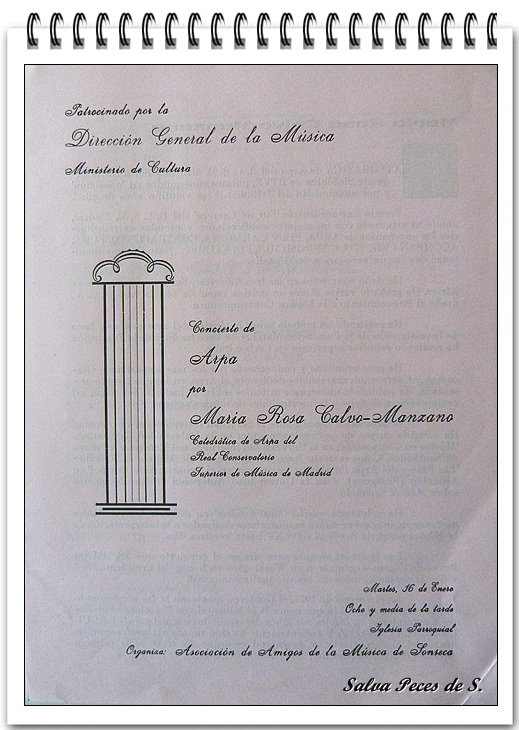 Patrocinado por la
Dirección General de la Música
Ministerio de Cultura
Concierto de
Arpa
por
María Rosa Calvo-Manzano
Catedrática de Arpa del
Real Conservatorio
Superior de Música de Madrid
Martes, 16 de Enero
Ocho y media de la tarde
Iglesia Parroquial
Organiza: Asociación de Amigos de la Música de Sonseca
Salva Peces de S.